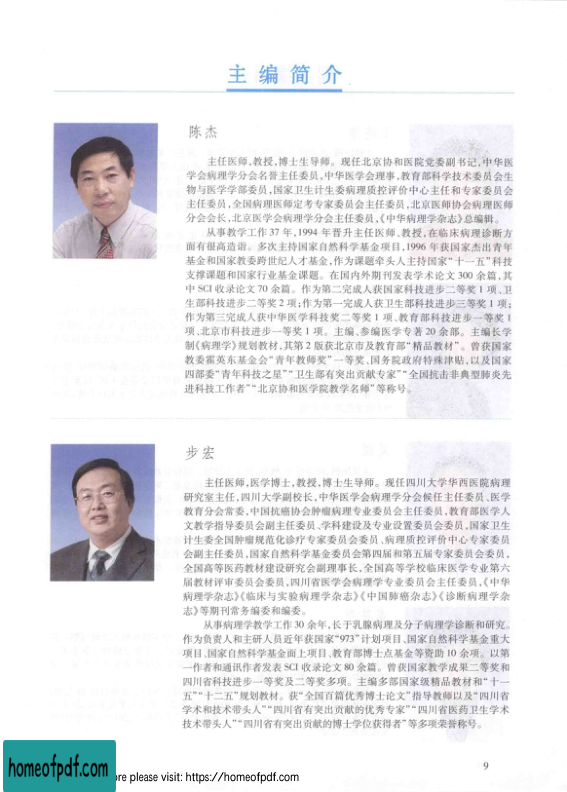 主编简介
陈杰
主任医师,教授,博士生导师。现任北京协和医院党委副书记,中华医
学会病理学分会名誉主任委员,中华医学会理事,教育部科学技术委员会生
物与医学学部委员,国家卫生计生委病理质控评价中心主任和专家委员会
主任委员,全国病理医师定考专家委员会主任委员,北京医师协会病理医师
分会会长,北京医学会病理学分会主任委员,《中华病理学杂志》总编辑。
从事教学工作37年,1994年晋升主任医师、教授,在临床病理诊断方
面有很高造诣。多次主持国家自然科学基金项目,1996年获国家杰出青年
基金和国家教委跨世纪人才基金,作为课题牵头人主持国家“十一五”科技
支撑课题和国家行业基金课题。在国内外期刊发表学术论文300余篇,其
中SCI收录论文70余篇。作为第二完成人获国家科技进步二等奖1项、卫
生部科技进步二等奖2项;作为第一完成人获卫生部科技进步三等奖1项;
作为第三完成人获中华医学科技奖二等奖1项、教育部科技进步一等奖1
项、北京市科技进步一等奖1项。主编、参编医学专著20余部。主编长学
制《病理学》规划教材,其第2版获北京市及教育部“精品教材”。曾获国家
教委霍英东基金会“青年教师奖”一等奖、国务院政府特殊津贴,以及国家
四部委“青年科技之星”“卫生部有突出贡献专家”“全国抗击非典型肺炎先
进科技工作者”“北京协和医学院教学名师”等称号。
步宏
主任医师,医学博士,教授,博士生导师。现任四川大学华西医院病理
研究室主任,四川大学副校长,中华医学会病理学分会候任主任委员、医学
教育分会常委,中国抗癌协会肿瘤病理专业委员会主任委员,教育部医学人
文教学指导委员会副主任委员、学科建设及专业设置委员会委员,国家卫生
计生委全国肿瘤规范化诊疗专家委员会委员、病理质控评价中心专家委员
会副主任委员,国家自然科学基金委员会第四届和第五届专家委员会委员,
全国高等医药教材建设研究会副理事长,全国高等学校临床医学专业第六
届教材评审委员会委员,四川省医学会病理学专业委员会主任委员,《中华
病理学杂志》《临床与实验病理学杂志》《中国肺癌杂志》《诊断病理学杂
志》等期刊常务编委和编委。
从事病理学教学工作30余年,长于乳腺病理及分子病理学诊断和研究。
作为负责人和主研人员近年获国家“973”计划项目、国家自然科学基金重大
项目、国家自然科学基金面上项目、教育部博士点基金等资助10余项。以第
一作者和通讯作者发表SCI收录论文80余篇。曾获国家教学成果二等奖和
四川省科技进步一等奖及二等奖多项。主编多部国家级精品教材和“十一
五”“十二五”规划教材。获“全国百篇优秀博士论文”指导教师以及“四川省
学术和技术带头人”“四川省有突出贡献的优秀专家”“四川省医药卫生学术
技术带头人”“四川省有突出贡献的博士学位获得者”等多项荣誉称号。
9
homeofpdf.com
re please visit: https://homeofpdf.com